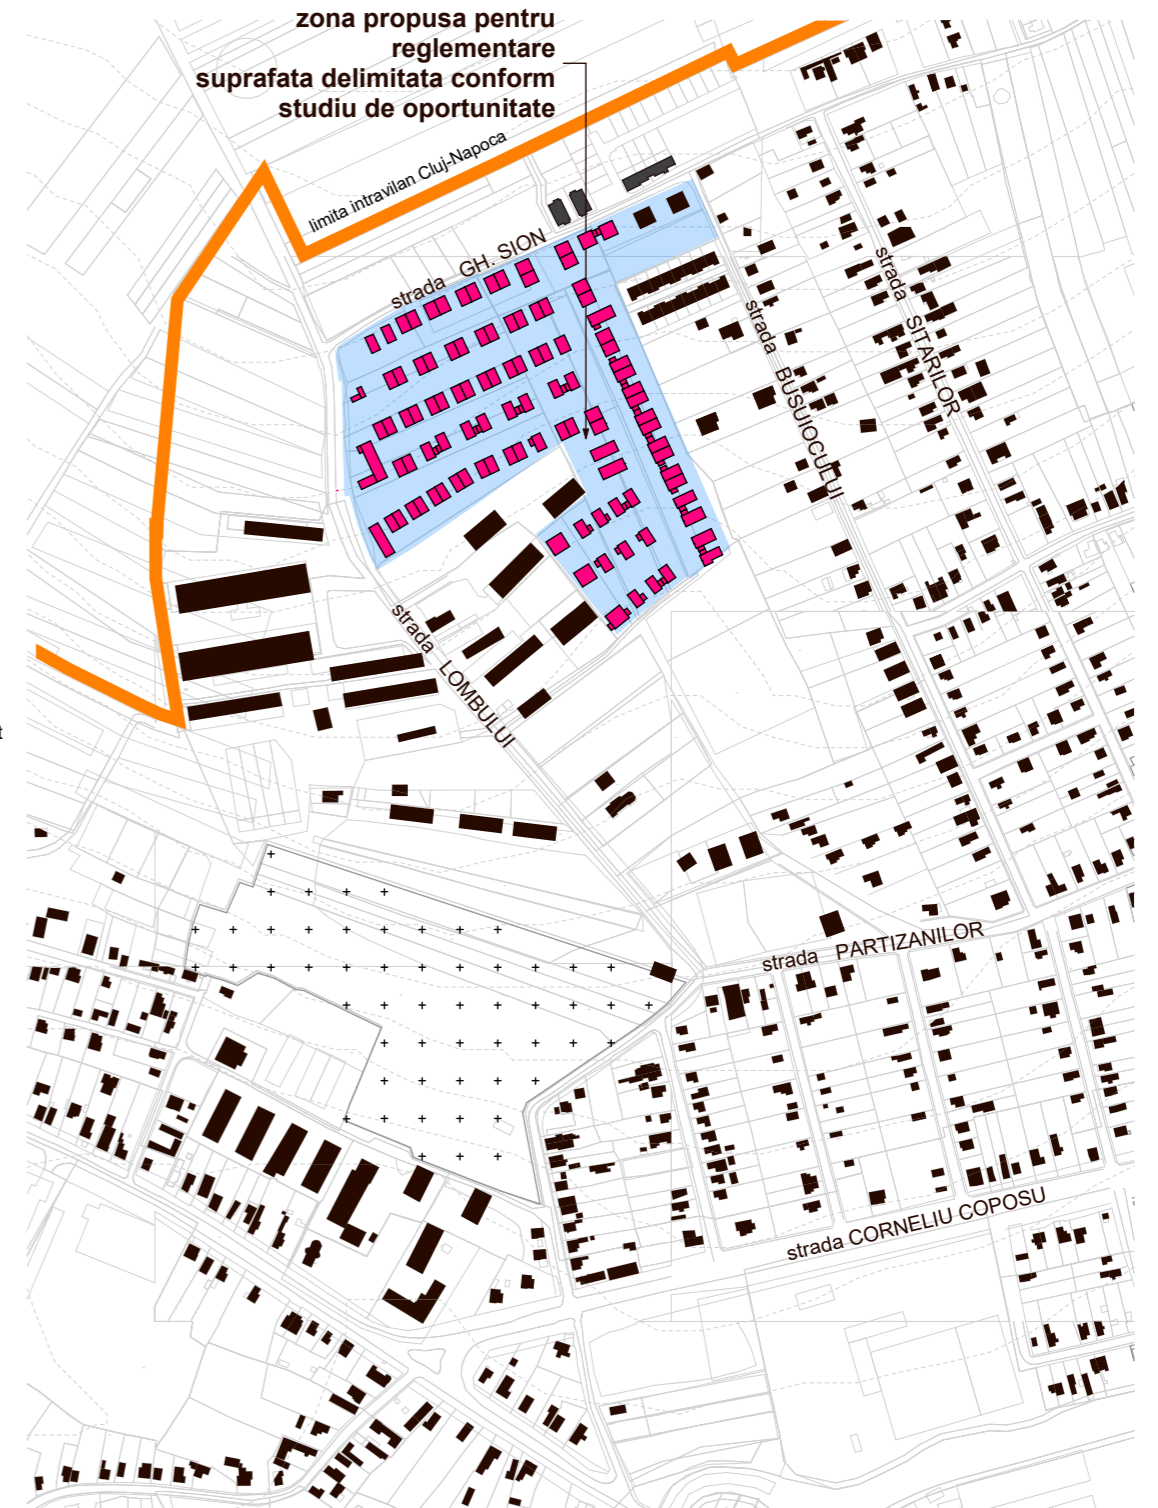 zona propusa pentru
reglementare
suprafata delimitata conform
studiu de oportunitate
limita intravilan Cluj-Napoca
strada GH. SION
strada SITARILOR
strada BUSUIOCULUI
strada LOMBULUI
t
strada PARTIZANILOR
strada CORNELIU COPOSU